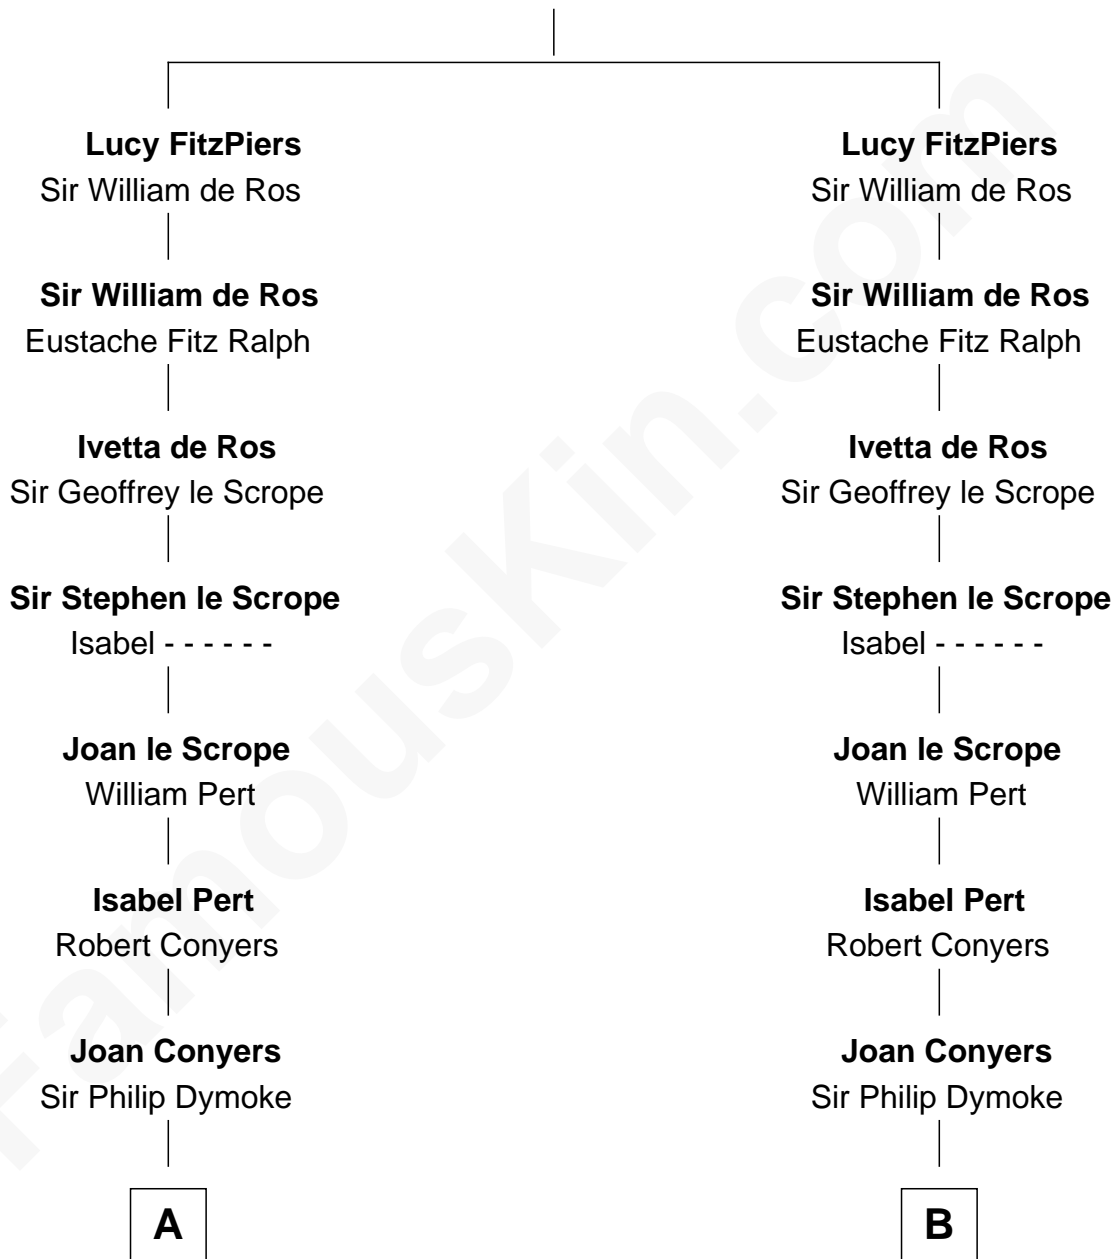 Lucy FitzPiers Lucy FitzPiers
Sir William de Ros Sir William de Ros
Sir William de Ros Sir William de Ros
Eustache Fitz Ralph Eustache Fitz Ralph
Ivetta de Ros Ivetta de Ros
Sir Geoffrey le Scrope Sir Geoffrey le Scrope
Sir Stephen le Scrope Sir Stephen le Scrope
Isabel - - - - - - Isabel - - - - - -
Joan le Scrope Joan le Scrope
William Pert William Pert
Isabel Pert Isabel Pert
Robert Conyers Robert Conyers
Joan Conyers Joan Conyers
Sir Philip Dymoke Sir Philip Dymoke
A B
FamousKin.com